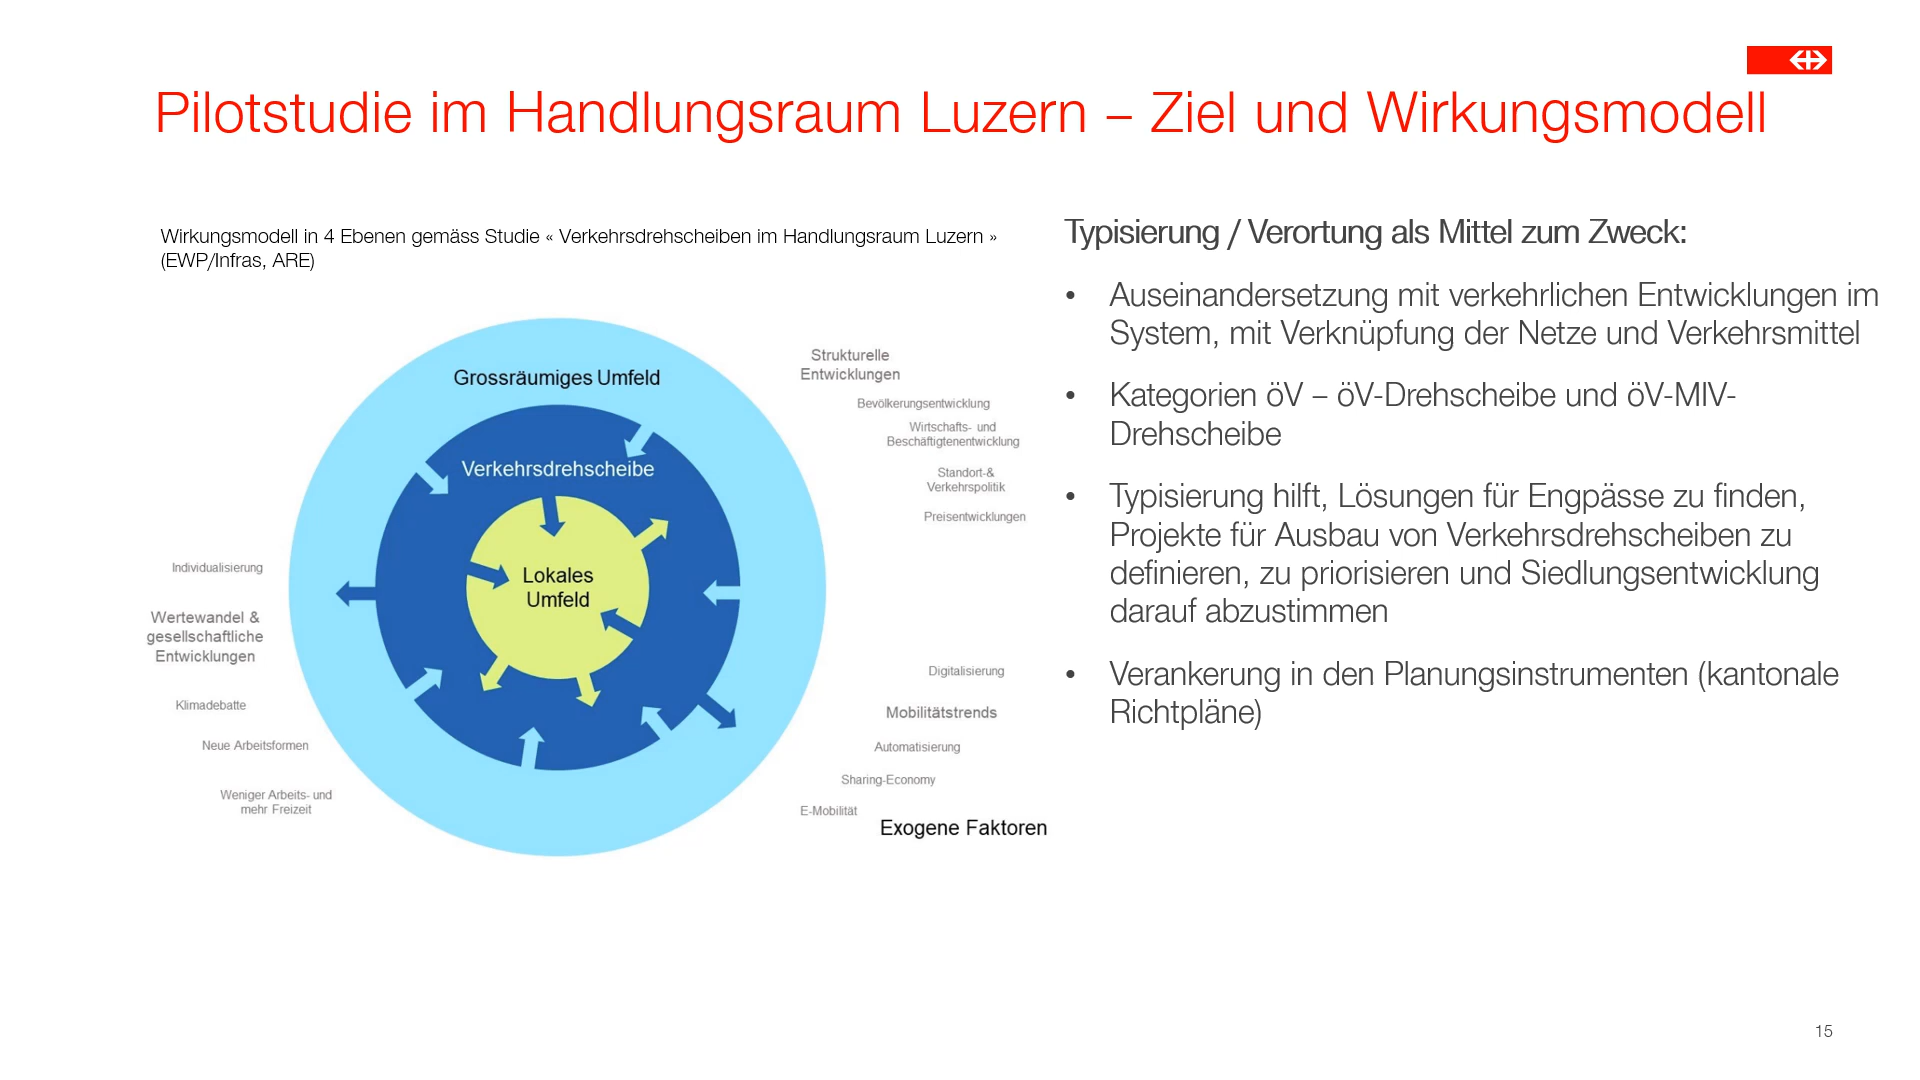 Pilotstudie im Handlungsraum Luzern – Ziel und Wirkungsmodell
Wirkungsmodell in 4 Ebenen gemäss Studie « Verkehrsdrehscheiben im Handlungsraum Luzern »
(EWP/Infras, ARE)
Grossräumiges Umfeld
Verkehrsdrehscheibe
Lokales
Umfeld
Individualisierung
Wertewandel &
gesellschaftliche
Entwicklungen
Klimadebatte
Neue Arbeitsformen
Weniger Arbeits- und
mehr Freizeit
Strukturelle
Entwicklungen
Bevölkerungsentwicklung
Wirtschafts- und
Beschäftigtenentwicklung
Standort-&
Verkehrspolitik
Preisentwicklungen
Digitalisierung
Mobilitätstrends
Automatisierung
Sharing-Economy
E-Mobilität
Exogene Faktoren
Typisierung / Verortung als Mittel zum Zweck:
• Auseinandersetzung mit verkehrlichen Entwicklungen im
System, mit Verknüpfung der Netze und Verkehrsmittel
• Kategorien öV – öV-Drehscheibe und öV-MIV-
Drehscheibe
• Typisierung hilft, Lösungen für Engpässe zu finden,
Projekte für Ausbau von Verkehrsdrehscheiben zu
definieren, zu priorisieren und Siedlungsentwicklung
darauf abzustimmen
• Verankerung in den Planungsinstrumenten (kantonale
Richtpläne)
15